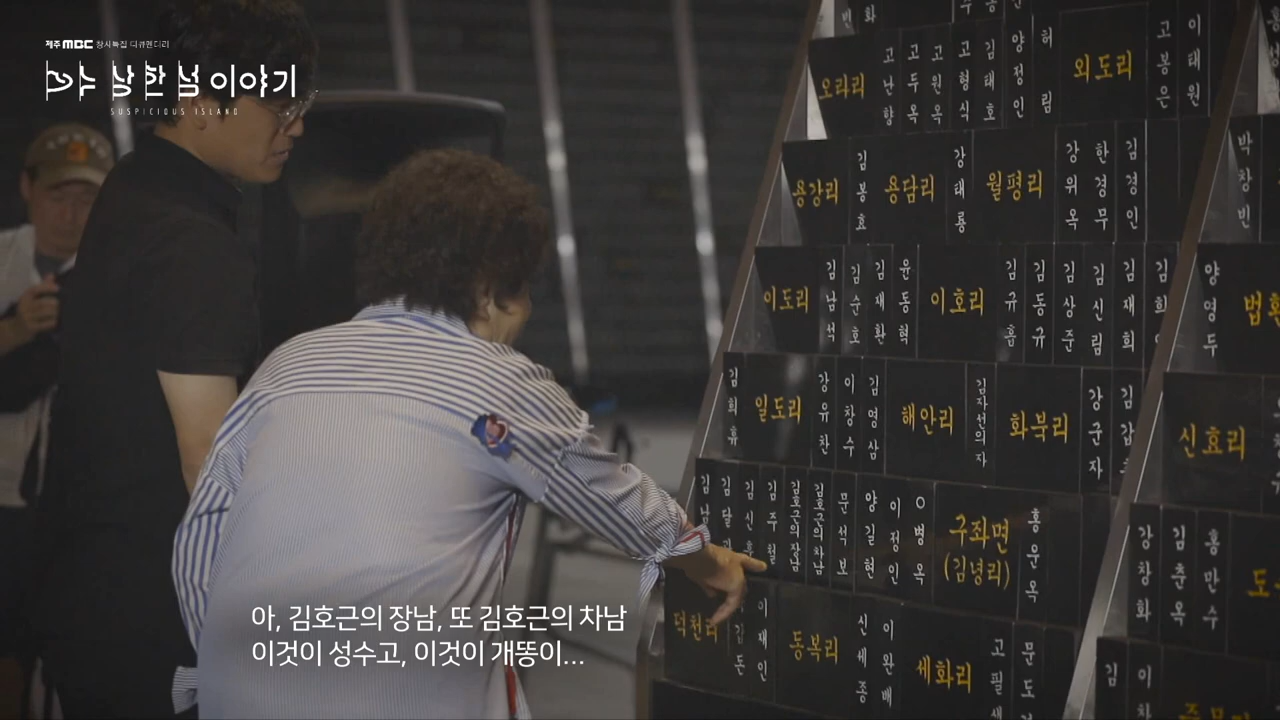 제주MBC 창사특집 다큐멘터리
수상한 섬 이야기
SUSPICIOUS ISLAND
오라리 고난향 고두옥 고원옥 고형식 김태호 양정인 허림 외도리 고봉은 이태원
용강리 김봉효 용담리 강태룡 월평리 강위옥 한경무 김경인 박창빈
이도리 김남석 김순호 김재환 윤동혁 이호리 김규흡 김동규 김상준 김신림 김재희 양영두
김희휴 일도리 강유찬 이창수 김영삼 해안리 김자선의자 화북리 강군자 신효리
김주철 김호근의장남 김호근의차남 문석보 양길현 이정인 이병옥 구좌면 (김녕리) 홍운옥 강창화 김춘옥 홍만수
덕천리 이재인 동복리 신세종 이완배 세화리
아, 김호근의 장남, 또 김호근의 차남
이것이 성수고, 이것이 개똥이...